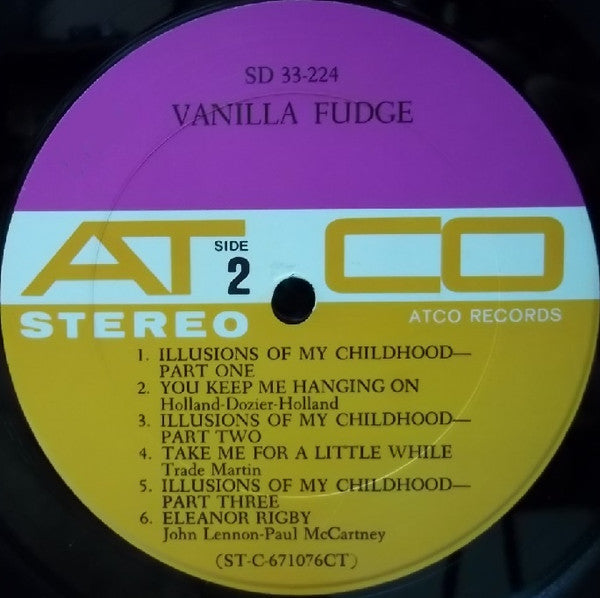 SD 33-224
VANILLA FUDGE
ATCO
SIDE
2
STEREO
ATCO RECORDS
1. ILLUSIONS OF MY CHILDHOOD—
PART ONE
2. YOU KEEP ME HANGING ON
Holland-Dozier-Holland
3. ILLUSIONS OF MY CHILDHOOD—
PART TWO
4. TAKE ME FOR A LITTLE WHILE
Trade Martin
5. ILLUSIONS OF MY CHILDHOOD—
PART THREE
6. ELEANOR RIGBY
John Lennon-Paul McCartney
(ST-C-671076CT)